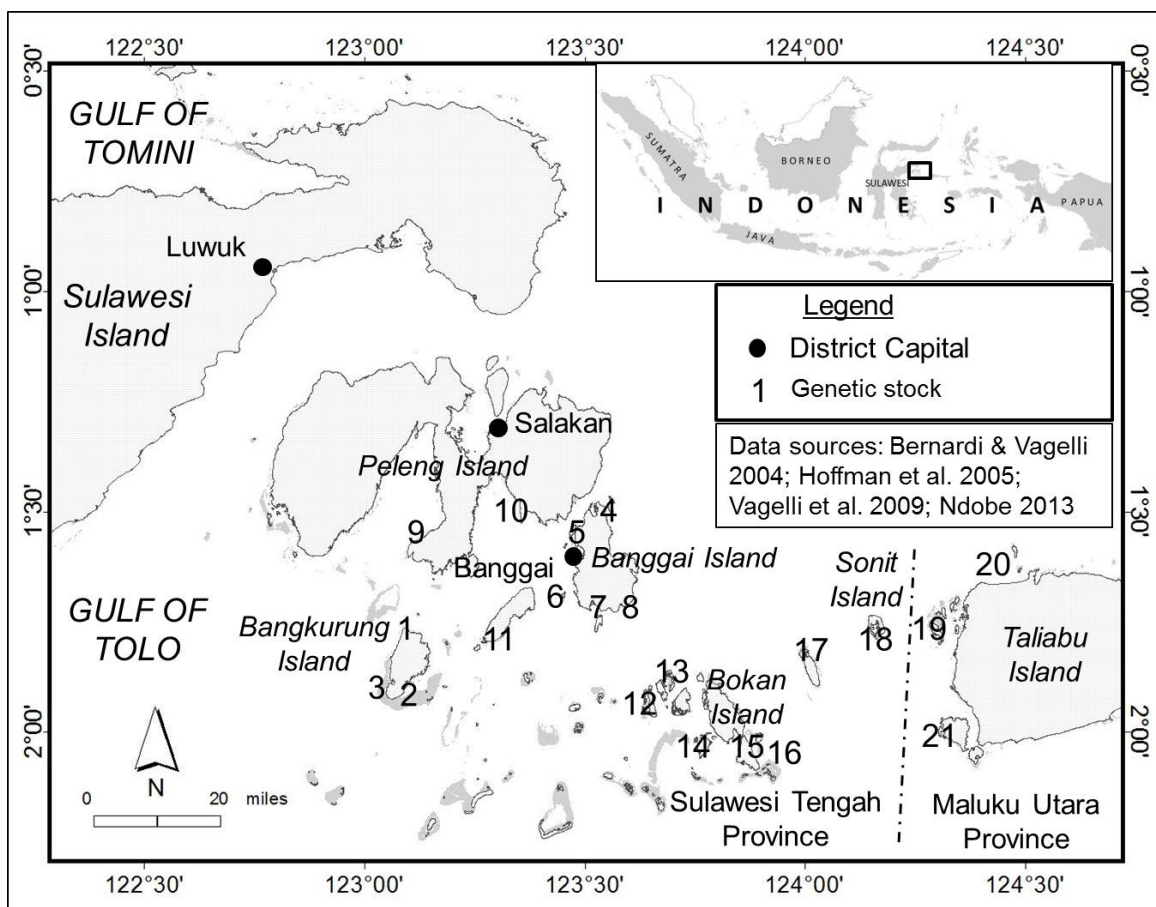 122°30' 123°00' 123°30' 124°00' 124°30'
0°30'
0°30'
GULF OF
TOMINI
SUMATRA
BORNEO
SULAWESI
PAPUA
INDONESIA
JAVA
Luwuk
Sulawesi
Island
1°00'
1°00'
Legend
District Capital
1 Genetic stock
Salakan
Peleng Island
Data sources: Bernardi & Vagelli
2004; Hoffman et al. 2005;
Vagelli et al. 2009; Ndobe 2013
1°30'
1°30'
9
10
4
5
Banggai
Banggai Island
6
7
8
Sonit
Island
20
GULF OF
TOLO
Bangkurung
Island
1
11
3
2
17
18
19
Taliabu
Island
12
13
Bokan
Island
14
15
16
21
2°00'
2°00'
N
0 20 miles
Sulawesi Tengah
Province
Maluku Utara
Province
122°30' 123°00' 123°30' 124°00' 124°30'